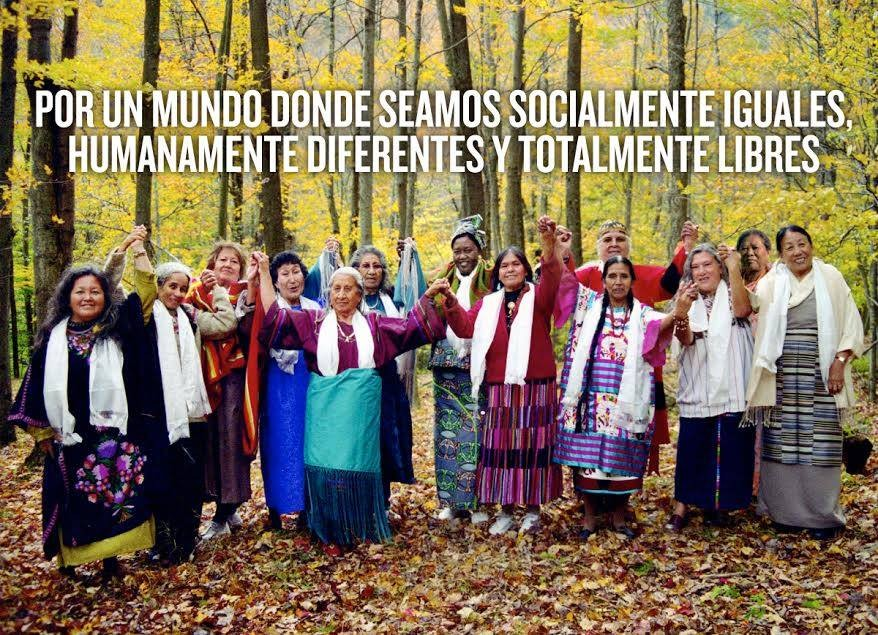 POR UN MUNDO DONDE SEAMOS SOCIALMENTE IGUALES,
HUMANAMENTE DIFERENTES Y TOTALMENTE LIBRES